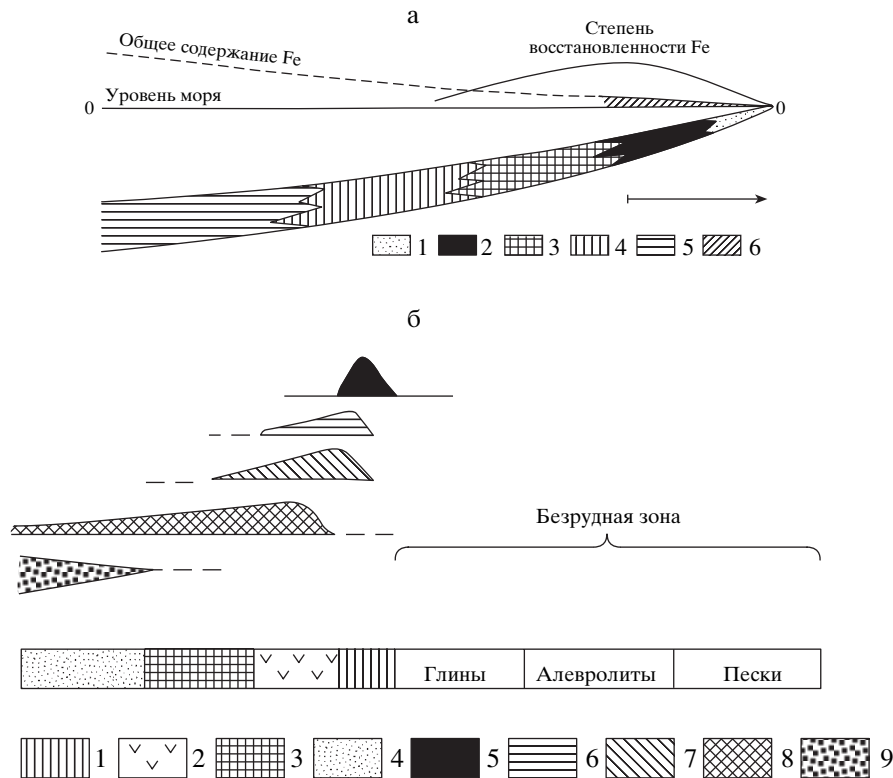 а
Общее содержание Fe
Степень
восстановленности Fe
0
Уровень моря
0
1
2
3
4
5
6
б
Безрудная зона
Глины
Алевролиты
Пески
1
2
3
4
5
6
7
8
9